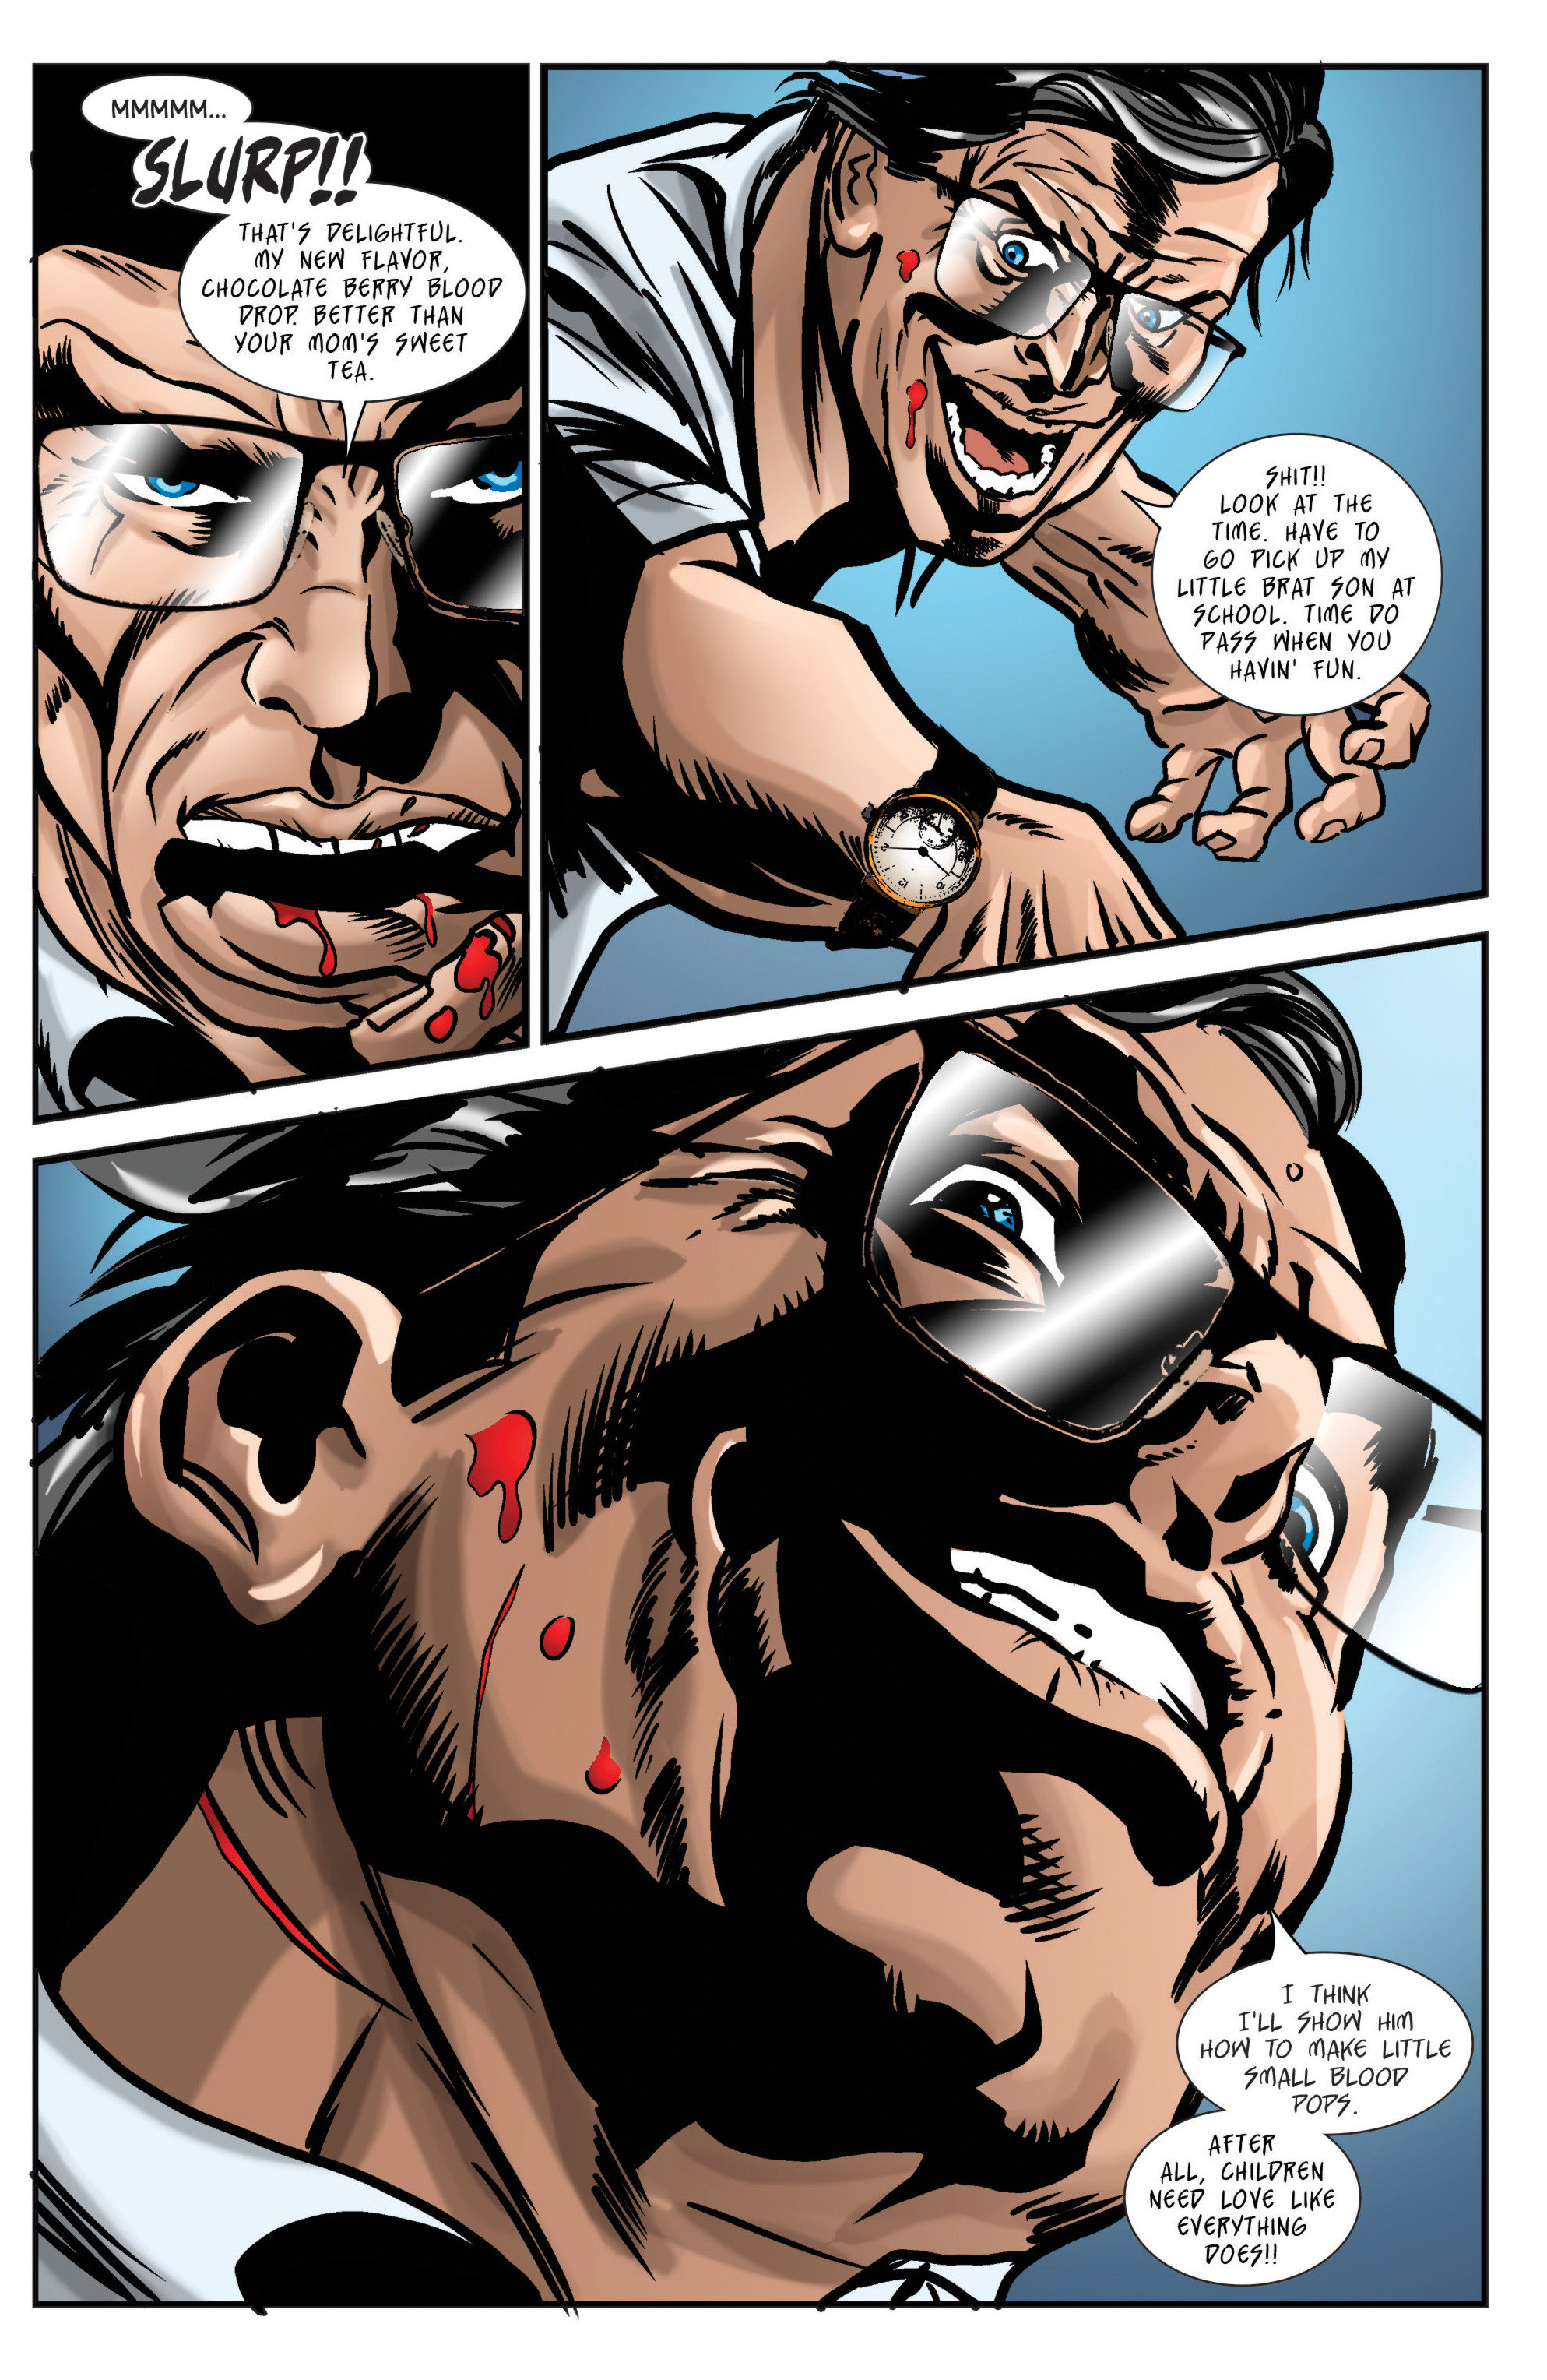 MMMMM...
SLURP!!
THAT'S DELIGHTFUL.
MY NEW FLAVOR,
CHOCOLATE BERRY BLOOD
DROP. BETTER THAN
YOUR MOM'S SWEET
TEA.
SHIT!!
LOOK AT THE
TIME. HAVE TO
GO PICK UP MY
LITTLE BRAT SON AT
SCHOOL. TIME DO
PASS WHEN YOU
HAVIN' FUN.
I THINK
I'LL SHOW HIM
HOW TO MAKE LITTLE
SMALL BLOOD
POPS.
AFTER
ALL, CHILDREN
NEED LOVE LIKE
EVERYTHING
DOES!!